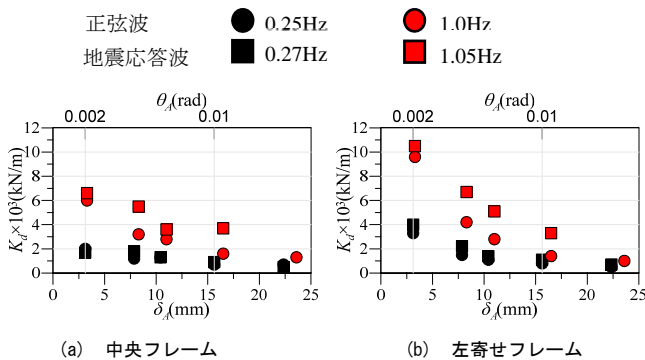 正弦波 0.25Hz 1.0Hz
地震応答波 0.27Hz 1.05Hz
θA(rad) θA(rad)
0.002 0.01 0.002 0.01
12 12
10 10
8 8
6 6
4 4
2 2
0 0
Kd×10³(kN/m) Kd×10³(kN/m)
0 5 10 15 20 25 0 5 10 15 20 25
δA(mm) δA(mm)
(a) 中央フレーム (b) 左寄せフレーム